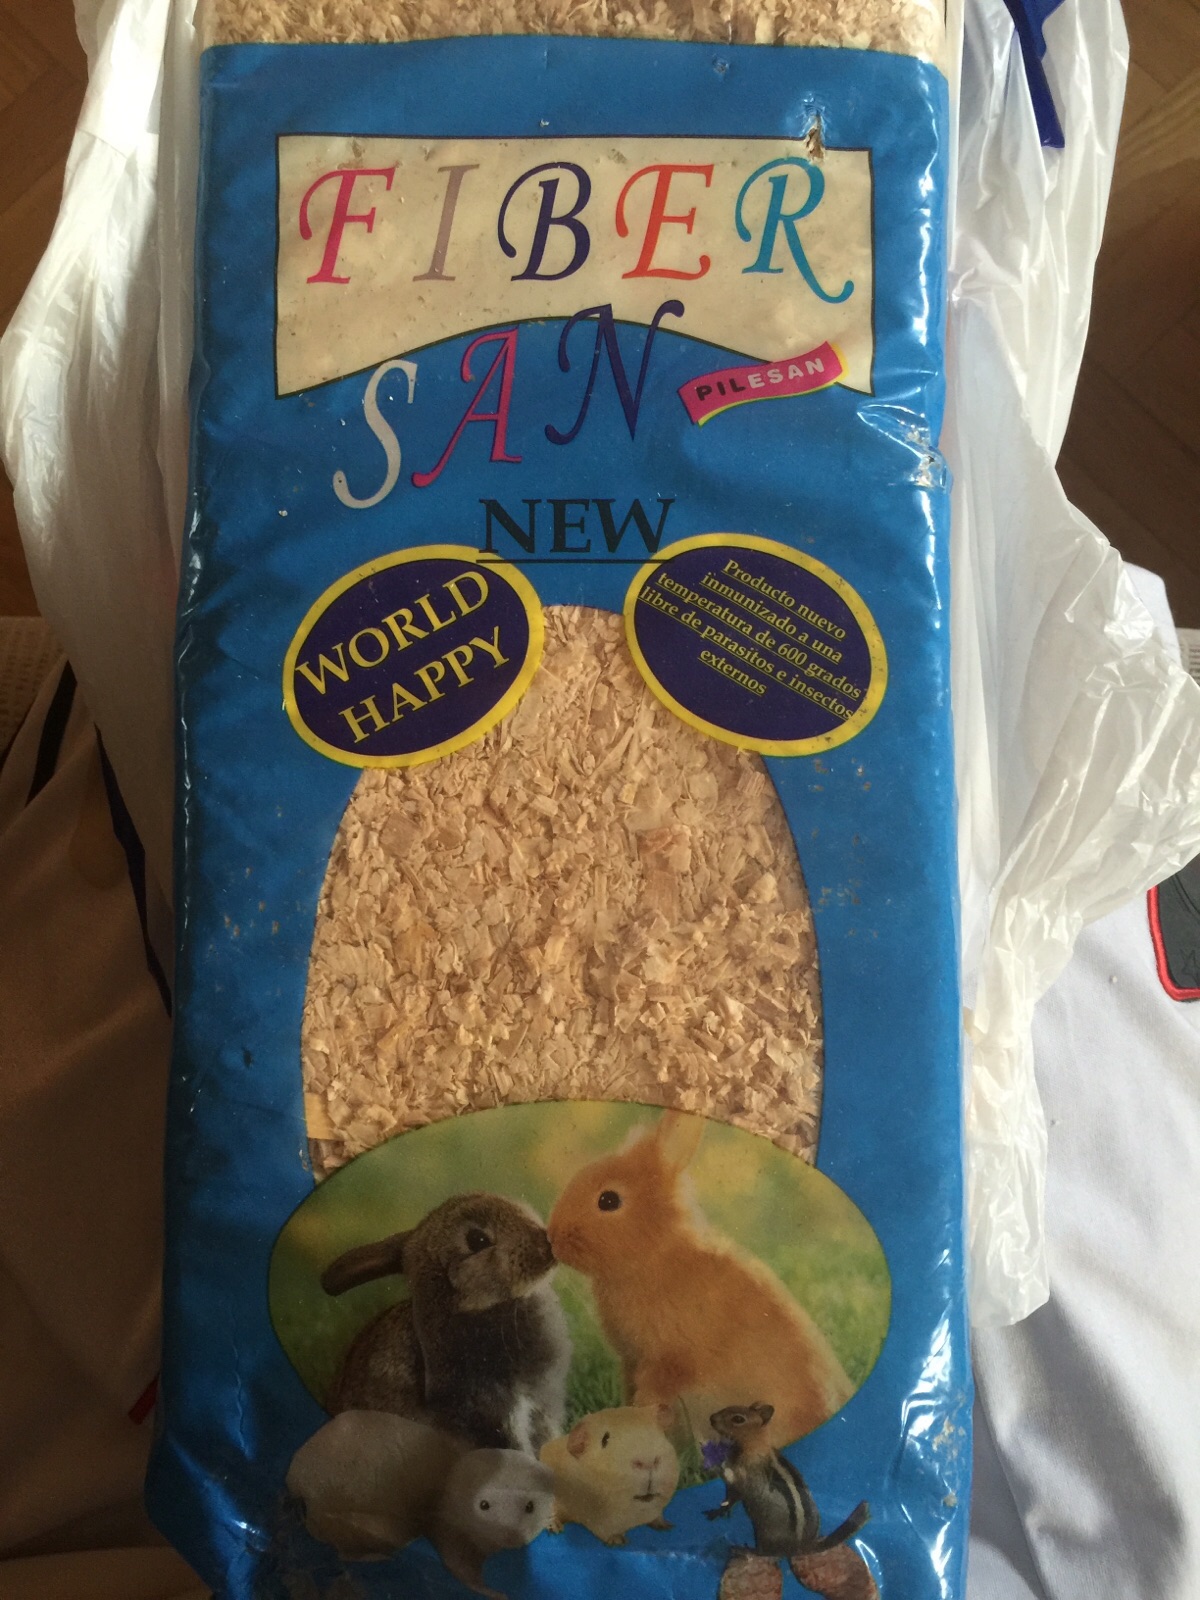 FIBER
SAN
PILESAN
NEW
WORLD
HAPPY
Producto nuevo
inmunizado a una
temperatura de 600 grados
libre de parasitos e insectos
externos